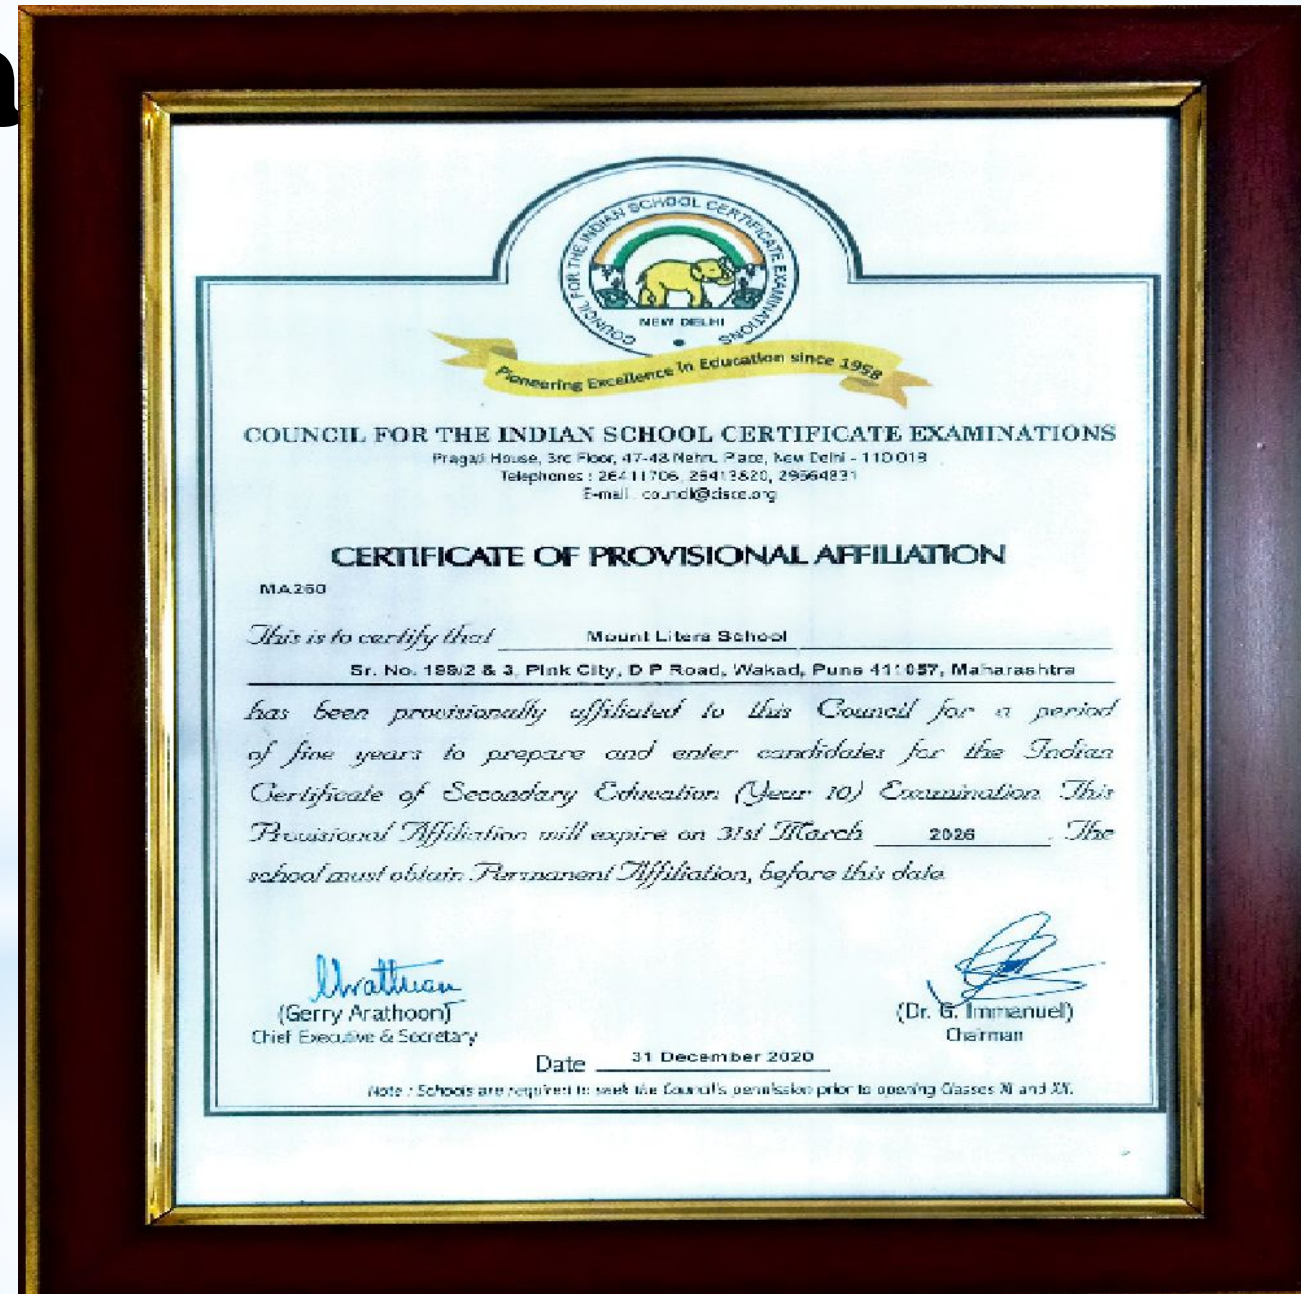 a
COUNCIL FOR THE INDIAN SCHOOL CERTIFICATE EXAMINATIONS
NEW DELHI
Pioneering Excellence in Education since 1958
COUNCIL FOR THE INDIAN SCHOOL CERTIFICATE EXAMINATIONS
Pragati House, 3rd Floor, 47-48 Nehru Place, New Delhi - 110 019
Telephones : 26411706, 26413820, 29564831
E-mail : council@cisce.org
CERTIFICATE OF PROVISIONAL AFFILIATION
MA260
This is to certify that Mount Litera School
Sr. No. 199/2 & 3, Pink City, D P Road, Wakad, Pune 411057, Maharashtra
has been provisionally affiliated to this Council for a period
of five years to prepare and enter candidates for the Indian
Certificate of Secondary Education (Year 10) Examination. This
Provisional Affiliation will expire on 31st March 2026 . The
school must obtain Permanent Affiliation, before this date
(Gerry Arathoon)
Chief Executive & Secretary
(Dr. G. Immanuel)
Chairman
Date 31 December 2020
Note : Schools are required to seek the Council's permission prior to opening Classes XI and XII.